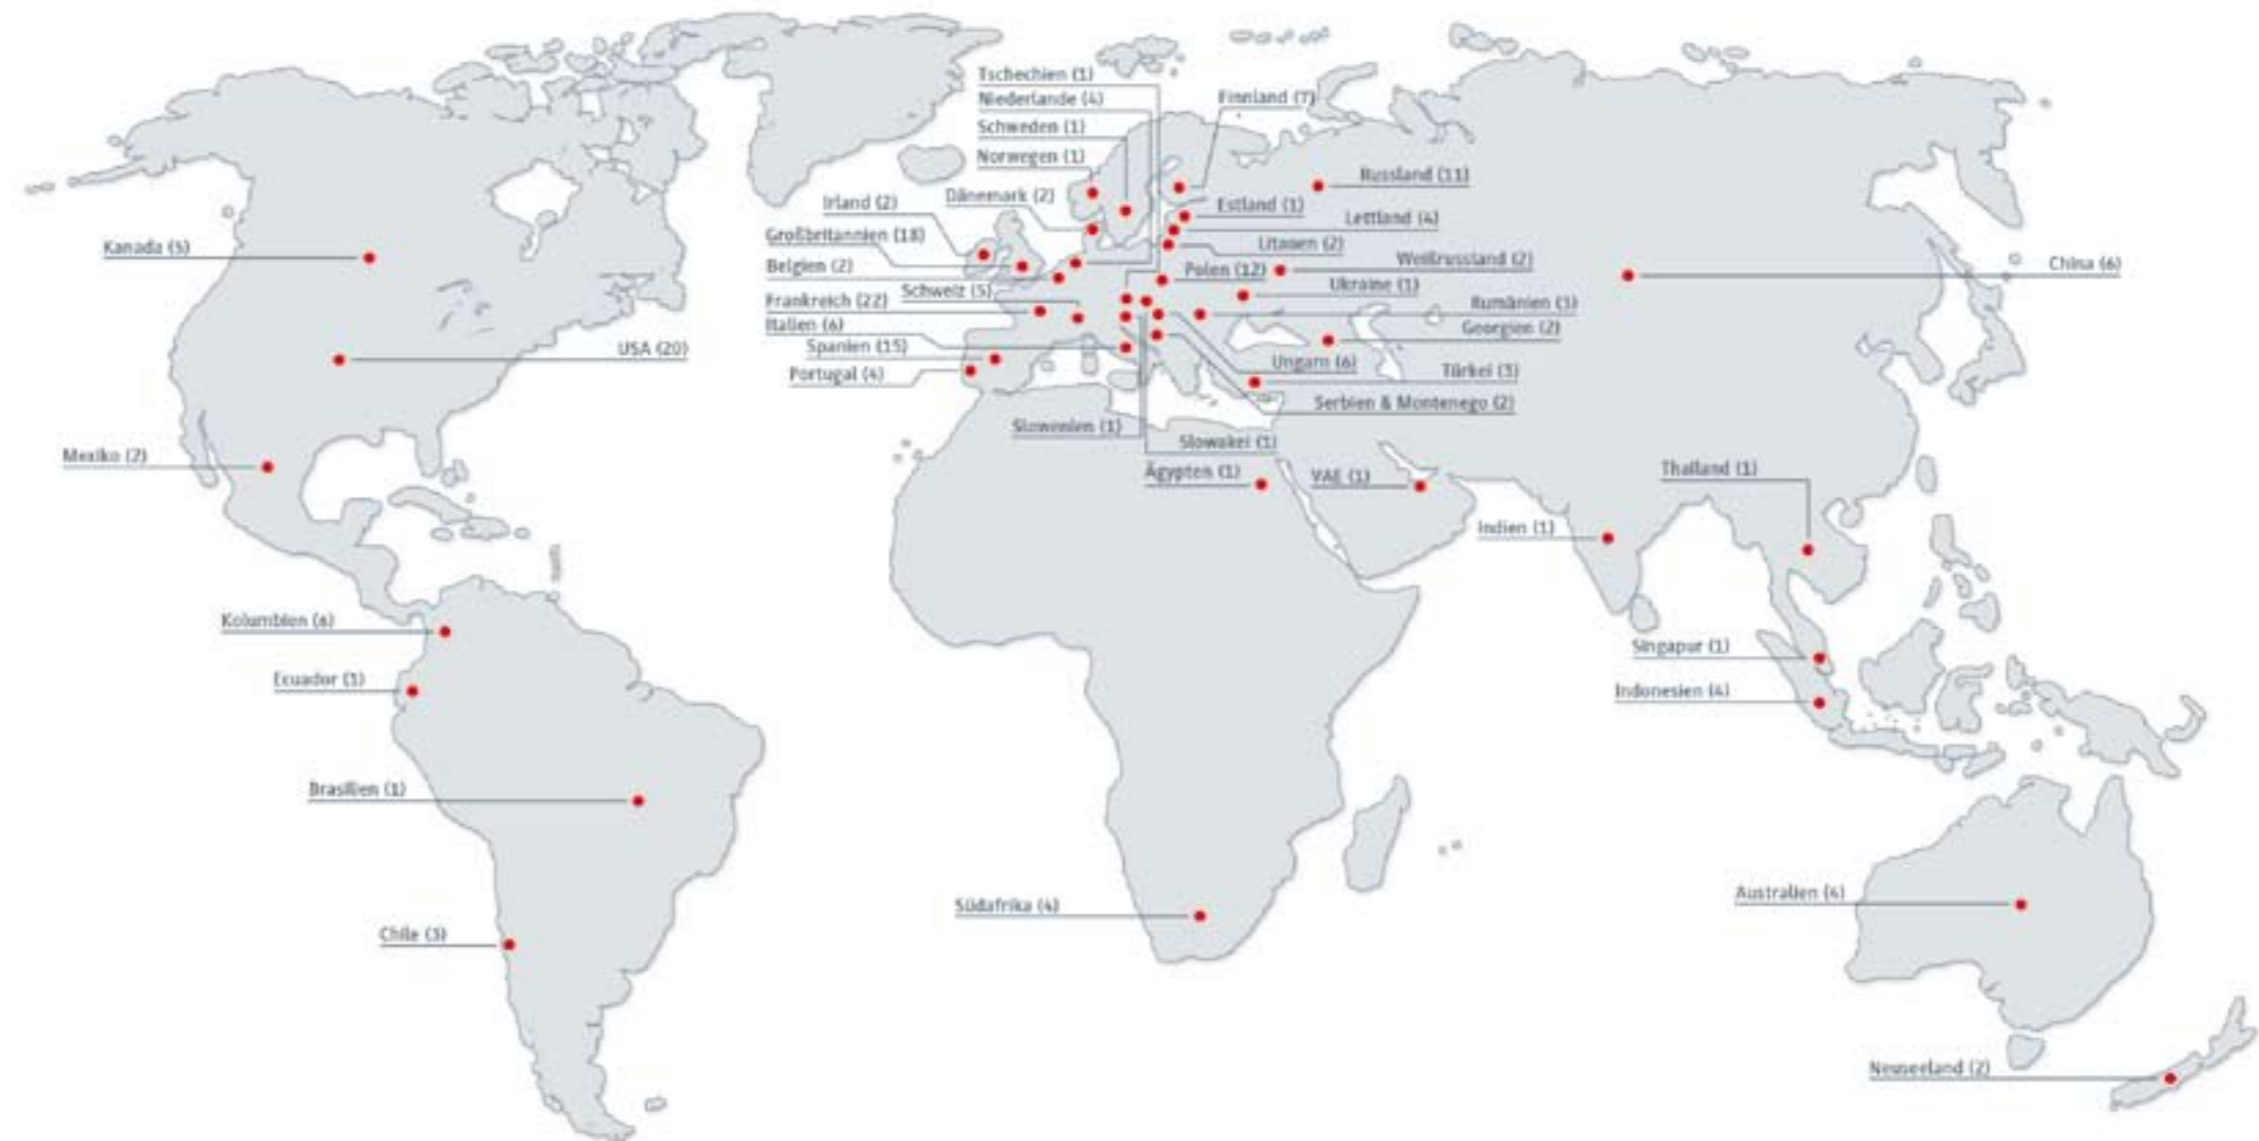 Tschechien (1)
Niederlande (4)
Finnland (7)
Schweden (1)
Norwegen (1)
Russland (11)
Dänemark (2)
Irland (2)
Estland (1)
Lettland (4)
Großbritannien (18)
Litauen (2)
Kanada
Belgien (2)
Polen (12)
Weißrussland (2)
China (6)
Schweiz (5)
Ukraine (1)
Frankreich (22)
Rumänien (3)
Italien (6)
Georgien (2)
USA (20)
Spanien (15)
Ungarn (6)
Portugal (4)
Türkei (3)
Serbien & Montenego (2)
Slowenien (1)
Slowakei (1)
Mexiko (2)
Ägypten (1)
VAE (1)
Thailand (1)
Indien (1)
Kolumbien (6)
Singapur (1)
Ecuador
Indonesien (4)
Brasilien (1)
Australien (4)
Südafrika (4)
Chile (3)
Neuseeland (2)